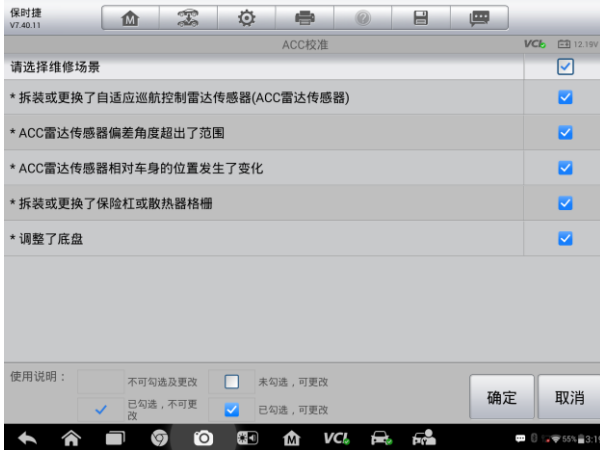 保时捷
V7.40.11
ACC校准
VCI
12.19V
请选择维修场景
* 拆装或更换了自适应巡航控制雷达传感器(ACC雷达传感器)
* ACC雷达传感器偏差角度超出了范围
* ACC雷达传感器相对车身的位置发生了变化
* 拆装或更换了保险杠或散热器格栅
* 调整了底盘
使用说明：
不可勾选及更改
未勾选，可更改
已勾选，不可更
改
已勾选，可更改
确定
取消
VCI
55%